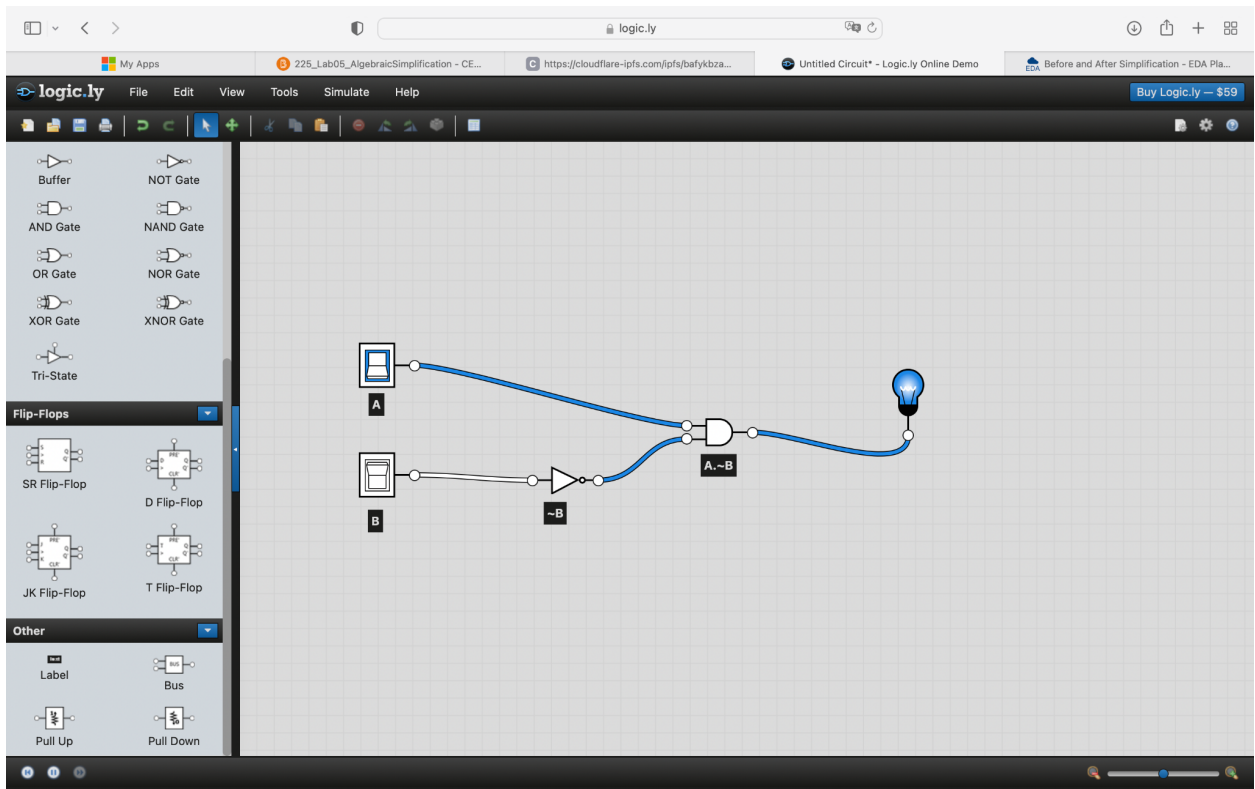 logic.ly
My Apps
225_Lab05_AlgebraicSimplification - CE...
C https://cloudflare-ipfs.com/ipfs/bafykbza...
Untitled Circuit* - Logic.ly Online Demo
EDA Before and After Simplification - EDA Pla...
logic.ly File Edit View Tools Simulate Help Buy Logic.ly — $59
Buffer NOT Gate
AND Gate NAND Gate
OR Gate NOR Gate
XOR Gate XNOR Gate
Tri-State
Flip-Flops
SR Flip-Flop D Flip-Flop
JK Flip-Flop T Flip-Flop
Other
Label Bus
Pull Up Pull Down
A
B
~B
A.~B